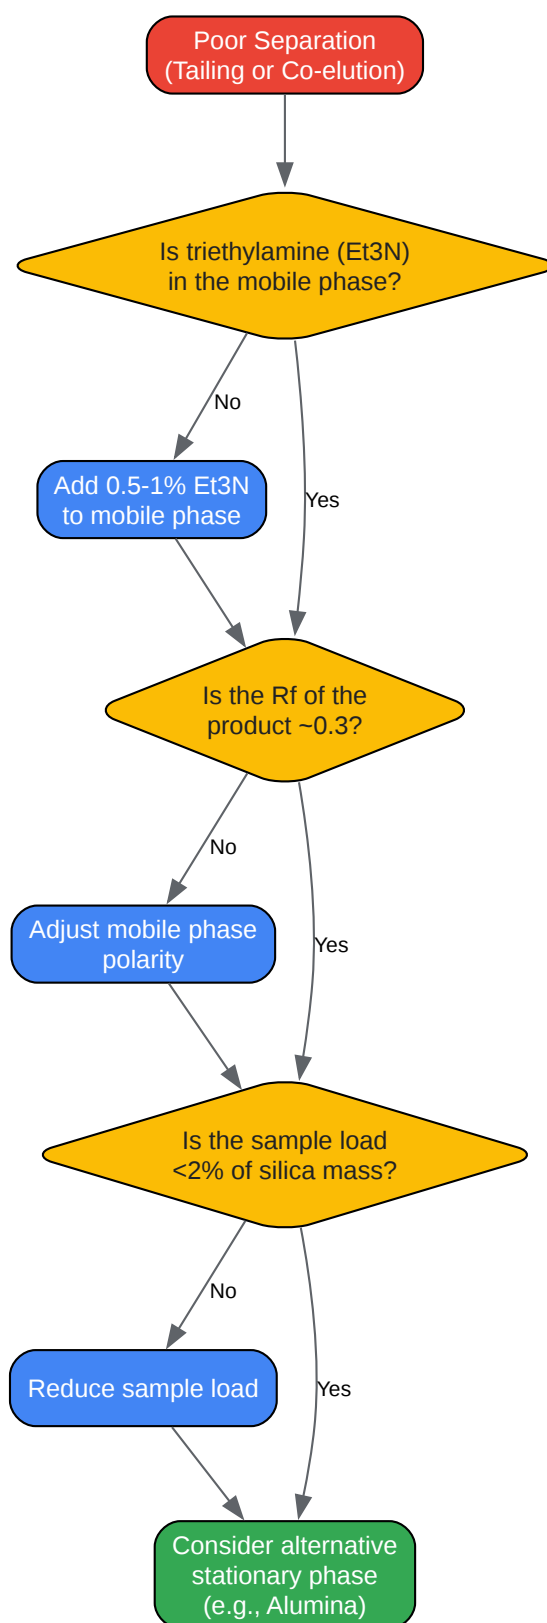 Poor Separation
(Tailing or Co-elution)
Is triethylamine (Et3N)
in the mobile phase?
No
Add 0.5-1% Et3N
to mobile phase
Yes
Is the Rf of the
product ~0.3?
No
Adjust mobile phase
polarity
Yes
Is the sample load
<2% of silica mass?
No
Reduce sample load
Yes
Consider alternative
stationary phase
(e.g., Alumina)